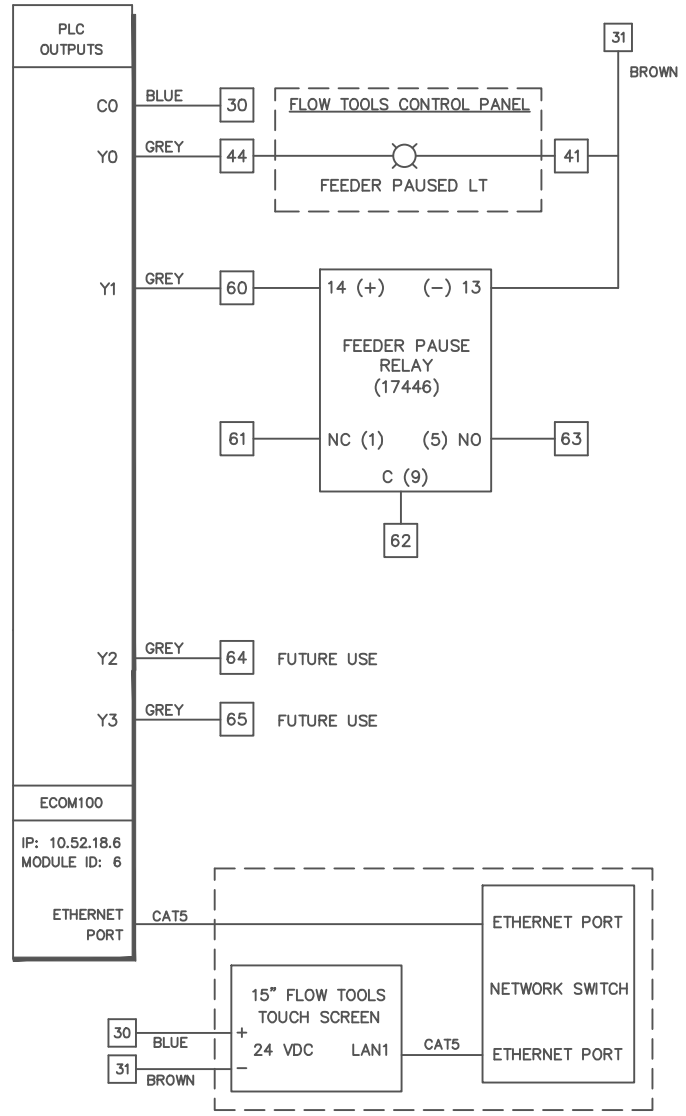 PLC
OUTPUTS
31
BROWN
C0
BLUE
30
FLOW TOOLS CONTROL PANEL
Y0
GREY
44
41
FEEDER PAUSED LT
Y1
GREY
60
14 (+)
(-) 13
FEEDER PAUSE
RELAY
(17446)
61
NC (1)
(5) NO
63
C (9)
62
Y2
GREY
64
FUTURE USE
Y3
GREY
65
FUTURE USE
ECOM100
IP: 10.52.18.6
MODULE ID: 6
ETHERNET
PORT
CAT5
ETHERNET PORT
NETWORK SWITCH
15" FLOW TOOLS
TOUCH SCREEN
30
BLUE
+
24 VDC
LAN1
CAT5
ETHERNET PORT
31
BROWN
-